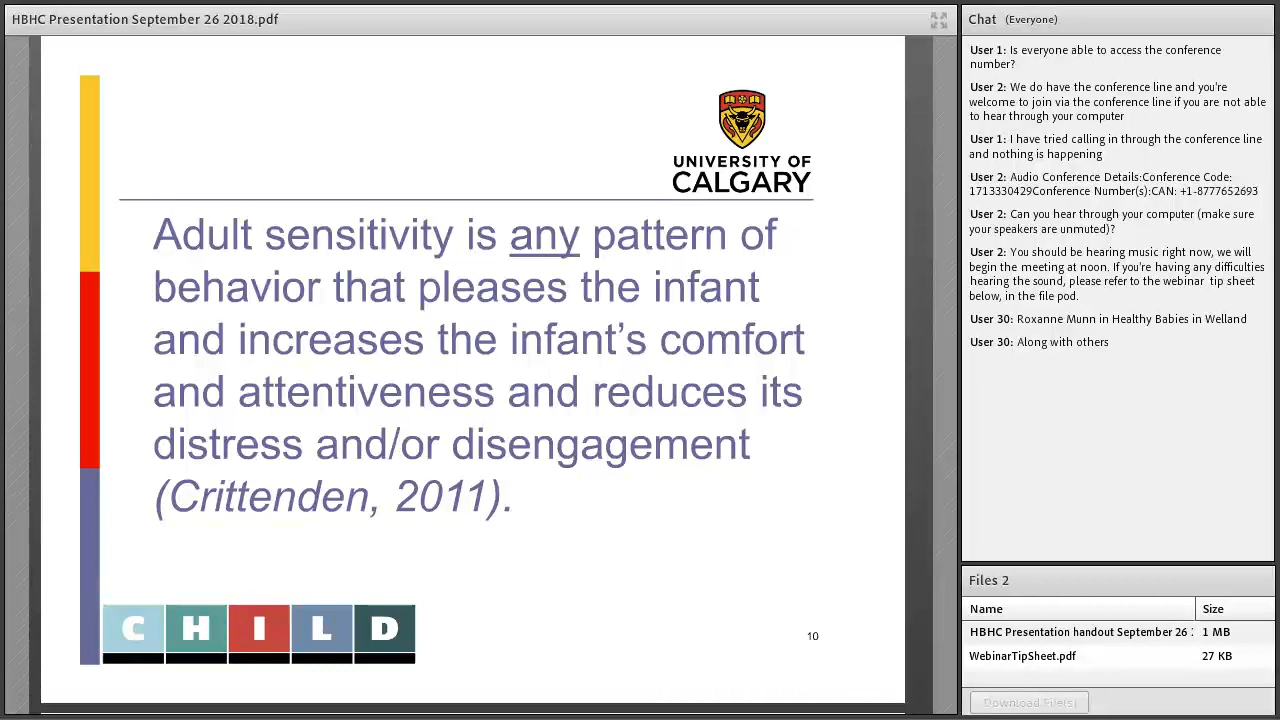 HBHC Presentation September 26 2018.pdf
UNIVERSITY OF
CALGARY
Adult sensitivity is any pattern of
behavior that pleases the infant
and increases the infant’s comfort
and attentiveness and reduces its
distress and/or disengagement
(Crittenden, 2011).
C H I L D
10
Chat (Everyone)
User 1: Is everyone able to access the conference
number?
User 2: We do have the conference line and you're
welcome to join via the conference line if you are not able
to hear through your computer
User 1: I have tried calling in through the conference line
and nothing is happening
User 2: Audio Conference Details:Conference Code:
1713330429Conference Number(s):CAN: +1-8777652693
User 2: Can you hear through your computer (make sure
your speakers are unmuted)?
User 2: You should be hearing music right now, we will
begin the meeting at noon. If you're having any difficulties
hearing the sound, please refer to the webinar tip sheet
below, in the file pod.
User 30: Roxanne Munn in Healthy Babies in Welland
User 30: Along with others
Files 2
Name Size
HBHC Presentation handout September 26 1 MB
WebinarTipSheet.pdf 27 KB
Download File(s)